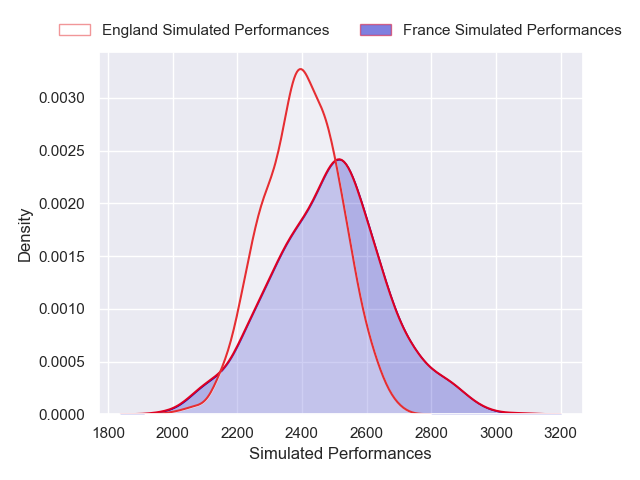 England Simulated Performances France Simulated Performances
0.0030
0.0025
0.0020
0.0015
0.0010
0.0005
0.0000
Density
1800 2000 2200 2400 2600 2800 3000 3200
Simulated Performances